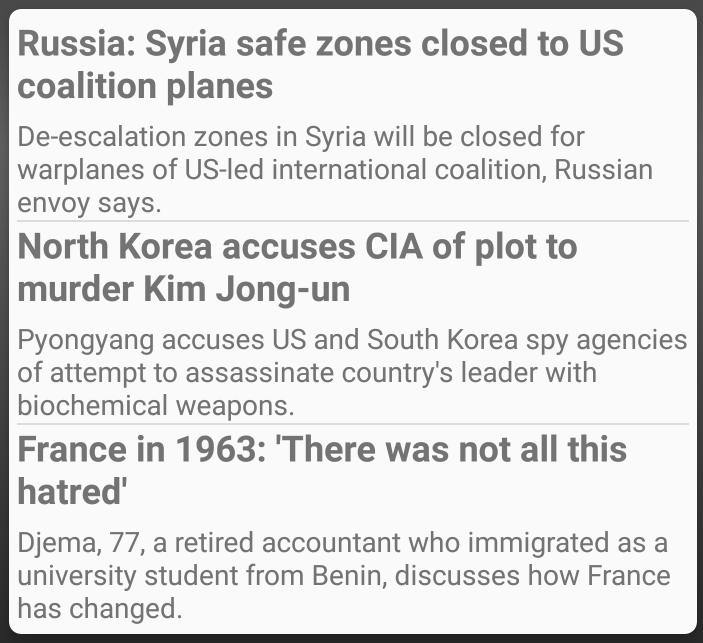 Russia: Syria safe zones closed to US
coalition planes
De-escalation zones in Syria will be closed for
warplanes of US-led international coalition, Russian
envoy says.
North Korea accuses CIA of plot to
murder Kim Jong-un
Pyongyang accuses US and South Korea spy agencies
of attempt to assassinate country's leader with
biochemical weapons.
France in 1963: 'There was not all this
hatred'
Djema, 77, a retired accountant who immigrated as a
university student from Benin, discusses how France
has changed.